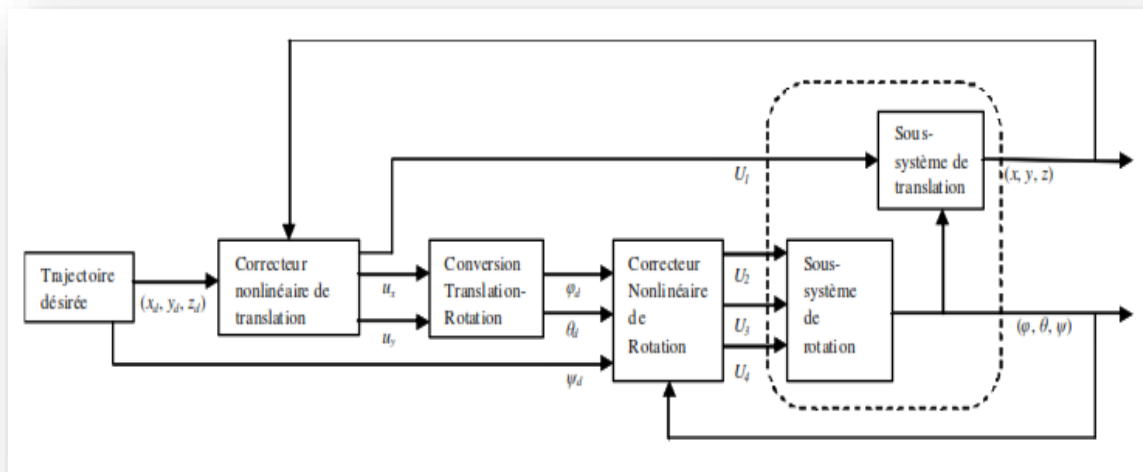 Sous-
système de
translation
U1
(x, y, z)
Trajectoire
désirée
(xd, yd, zd)
Correcteur
nonlinéaire de
translation
ux
uy
Conversion
Translation-
Rotation
φd
θd
ψd
Correcteur
Nonlinéaire
de
Rotation
U2
U3
U4
Sous-
système
de
rotation
(φ, θ, ψ)